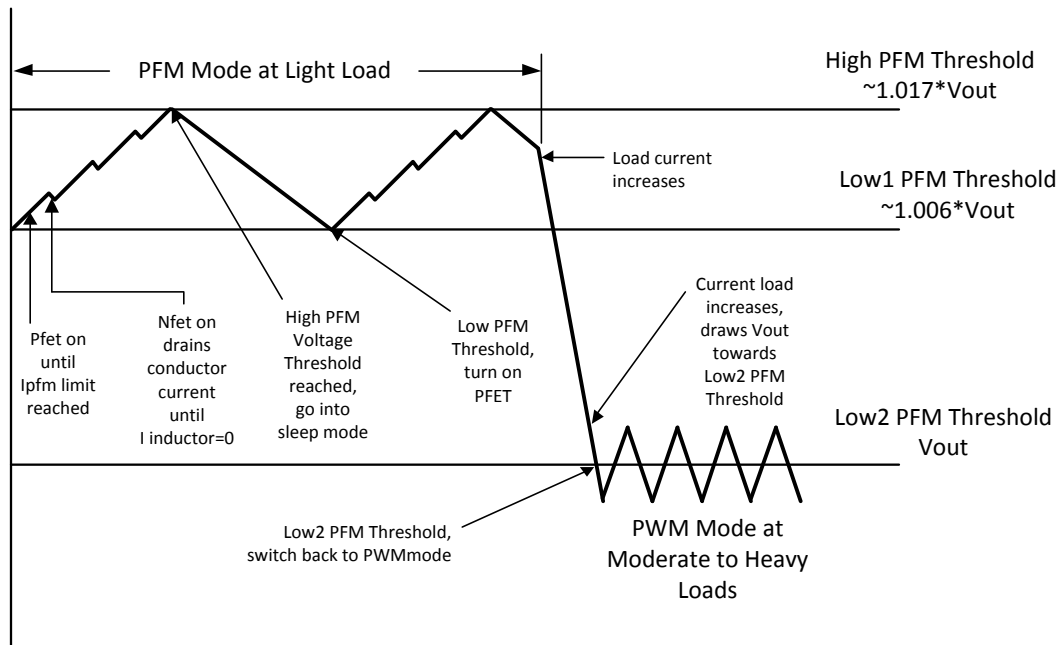 PFM Mode at Light Load
High PFM Threshold
~1.017*Vout
Load current
increases
Low1 PFM Threshold
~1.006*Vout
Pfet on
until
Ipfm limit
reached
Nfet on
drains
conductor
current
until
I inductor=0
High PFM
Voltage
Threshold
reached,
go into
sleep mode
Low PFM
Threshold,
turn on
PFET
Current load
increases,
draws Vout
towards
Low2 PFM
Threshold
Low2 PFM Threshold
Vout
Low2 PFM Threshold,
switch back to PWMmode
PWM Mode at
Moderate to Heavy
Loads